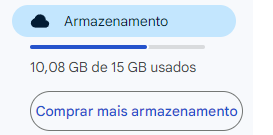 Armazenamento
10,08 GB de 15 GB usados
Comprar mais armazenamento